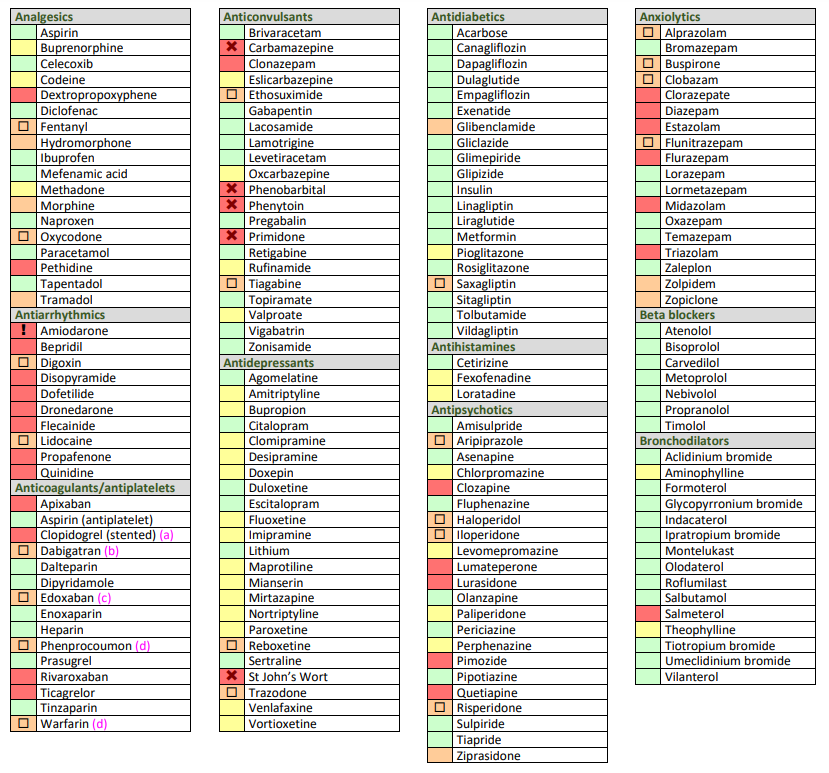 Analgesics
Aspirin
Buprenorphine
Celecoxib
Codeine
Dextropropoxyphene
Diclofenac
Fentanyl
Hydromorphone
Ibuprofen
Mefenamic acid
Methadone
Morphine
Naproxen
Oxycodone
Paracetamol
Pethidine
Tapentadol
Tramadol
Antiarrhythmics
! Amiodarone
Bepridil
Digoxin
Disopyramide
Dofetilide
Dronedarone
Flecainide
Lidocaine
Propafenone
Quinidine
Anticoagulants/antiplatelets
Apixaban
Aspirin (antiplatelet)
Clopidogrel (stented) (a)
Dabigatran (b)
Dalteparin
Dipyridamole
Edoxaban (c)
Enoxaparin
Heparin
Phenprocoumon (d)
Prasugrel
Rivaroxaban
Ticagrelor
Tinzaparin
Warfarin (d)
Anticonvulsants
Brivaracetam
Carbamazepine
Clonazepam
Eslicarbazepine
Ethosuximide
Gabapentin
Lacosamide
Lamotrigine
Levetiracetam
Oxcarbazepine
Phenobarbital
Phenytoin
Pregabalin
Primidone
Retigabine
Rufinamide
Tiagabine
Topiramate
Valproate
Vigabatrin
Zonisamide
Antidepressants
Agomelatine
Amitriptyline
Bupropion
Citalopram
Clomipramine
Desipramine
Doxepin
Duloxetine
Escitalopram
Fluoxetine
Imipramine
Lithium
Maprotiline
Mianserin
Mirtazapine
Nortriptyline
Paroxetine
Reboxetine
Sertraline
St John's Wort
Trazodone
Venlafaxine
Vortioxetine
Antidiabetics
Acarbose
Canagliflozin
Dapagliflozin
Dulaglutide
Empagliflozin
Exenatide
Glibenclamide
Gliclazide
Glimepiride
Glipizide
Insulin
Linagliptin
Liraglutide
Metformin
Pioglitazone
Rosiglitazone
Saxagliptin
Sitagliptin
Tolbutamide
Vildagliptin
Antihistamines
Cetirizine
Fexofenadine
Loratadine
Antipsychotics
Amisulpride
Aripiprazole
Asenapine
Chlorpromazine
Clozapine
Fluphenazine
Haloperidol
Iloperidone
Levomepromazine
Lumateperone
Lurasidone
Olanzapine
Paliperidone
Periciazine
Perphenazine
Pimozide
Pipotiazine
Quetiapine
Risperidone
Sulpiride
Tiapride
Ziprasidone
Anxiolytics
Alprazolam
Bromazepam
Buspirone
Clobazam
Clorazepate
Diazepam
Estazolam
Flunitrazepam
Flurazepam
Lorazepam
Lormetazepam
Midazolam
Oxazepam
Temazepam
Triazolam
Zaleplon
Zolpidem
Zopiclone
Beta blockers
Atenolol
Bisoprolol
Carvedilol
Metoprolol
Nebivolol
Propranolol
Timolol
Bronchodilators
Aclidinium bromide
Aminophylline
Formoterol
Glycopyrronium bromide
Indacaterol
Ipratropium bromide
Montelukast
Olodaterol
Roflumilast
Salbutamol
Salmeterol
Theophylline
Tiotropium bromide
Umeclidinium bromide
Vilanterol